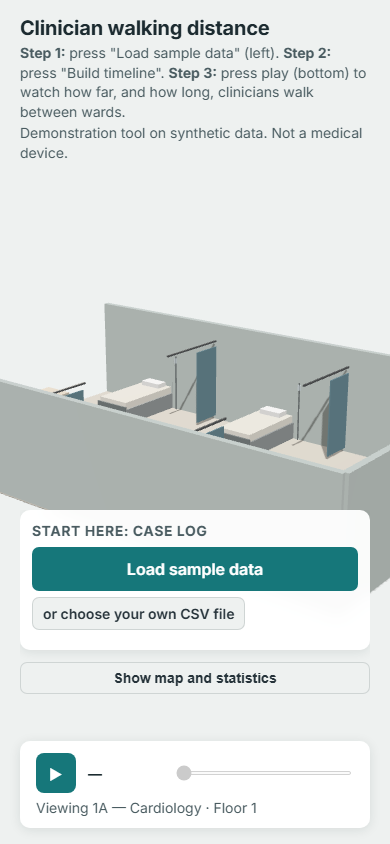 Clinician walking distance
Step 1: press "Load sample data" (left). Step 2:
press "Build timeline". Step 3: press play (bottom) to
watch how far, and how long, clinicians walk
between wards.
Demonstration tool on synthetic data. Not a medical
device.
START HERE: CASE LOG
Load sample data
or choose your own CSV file
Show map and statistics
—
Viewing 1A — Cardiology · Floor 1